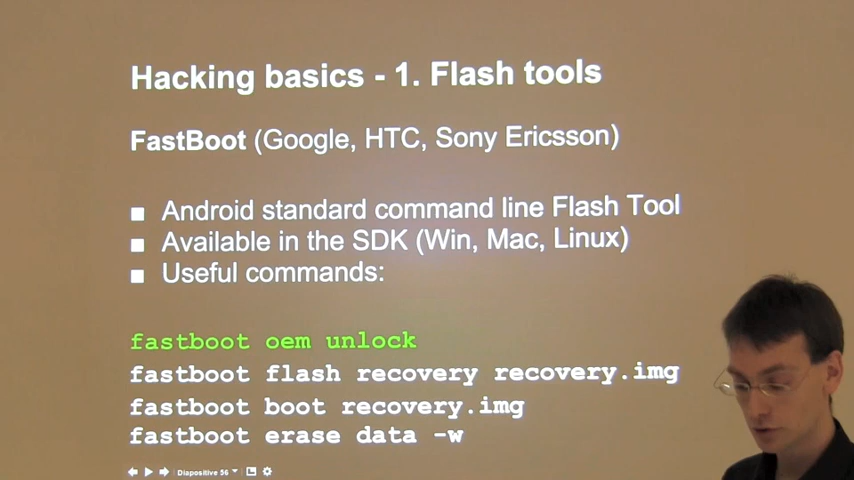 Hacking basics - 1. Flash tools
FastBoot (Google, HTC, Sony Ericsson)
■ Android standard command line Flash Tool
■ Available in the SDK (Win, Mac, Linux)
■ Useful commands:
fastboot oem unlock
fastboot flash recovery recovery.img
fastboot boot recovery.img
fastboot erase data -w
Diapositive 56